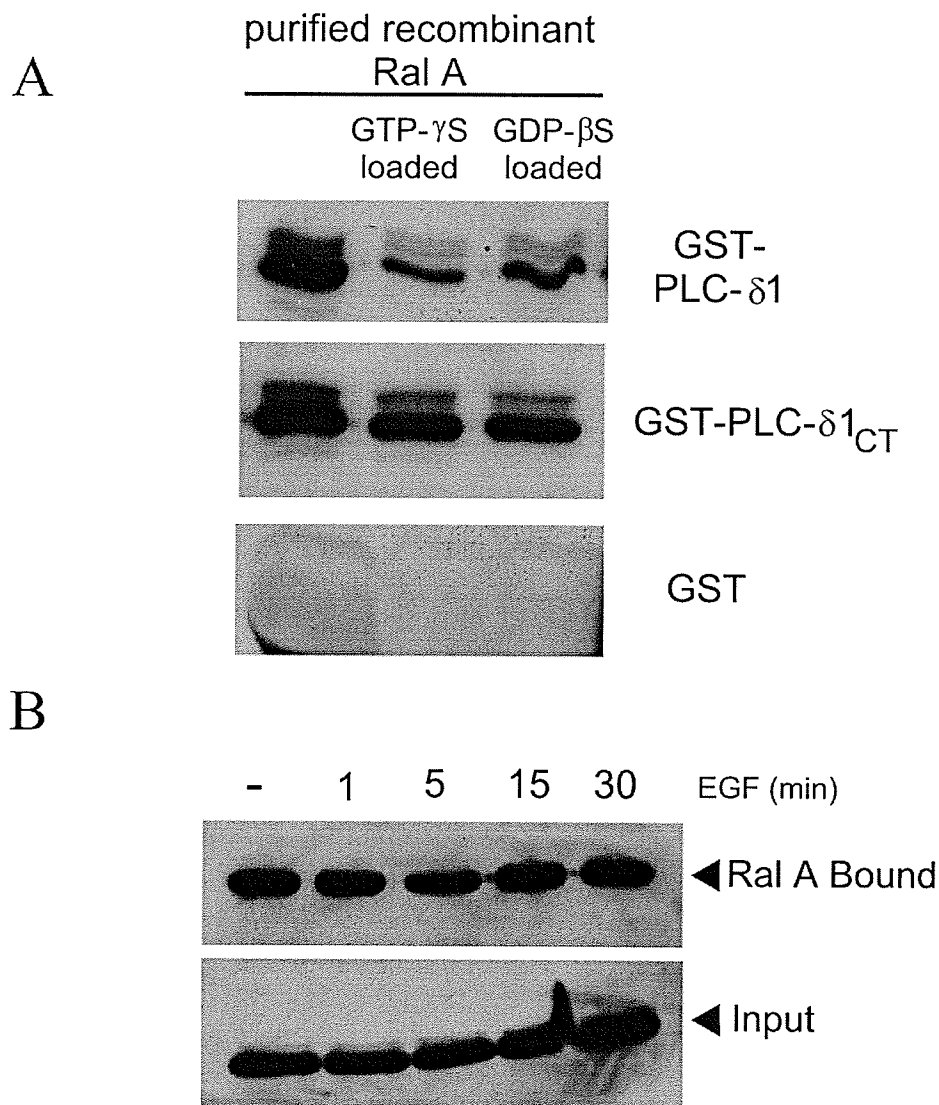 A
purified recombinant
Ral A
GTP-γS GDP-βS
loaded loaded
GST-
PLC-δ1
GST-PLC-δ1CT
GST
B
- 1 5 15 30 EGF (min)
◀ Ral A Bound
◀ Input